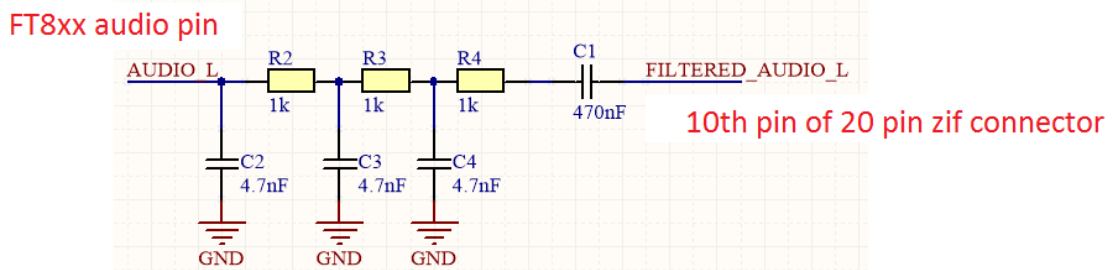 FT8xx audio pin
AUDIO_L
R2
R3
R4
C1
FILTERED_AUDIO_L
1k
1k
1k
470nF
10th pin of 20 pin zif connector
C2
C3
C4
4.7nF
4.7nF
4.7nF
GND
GND
GND